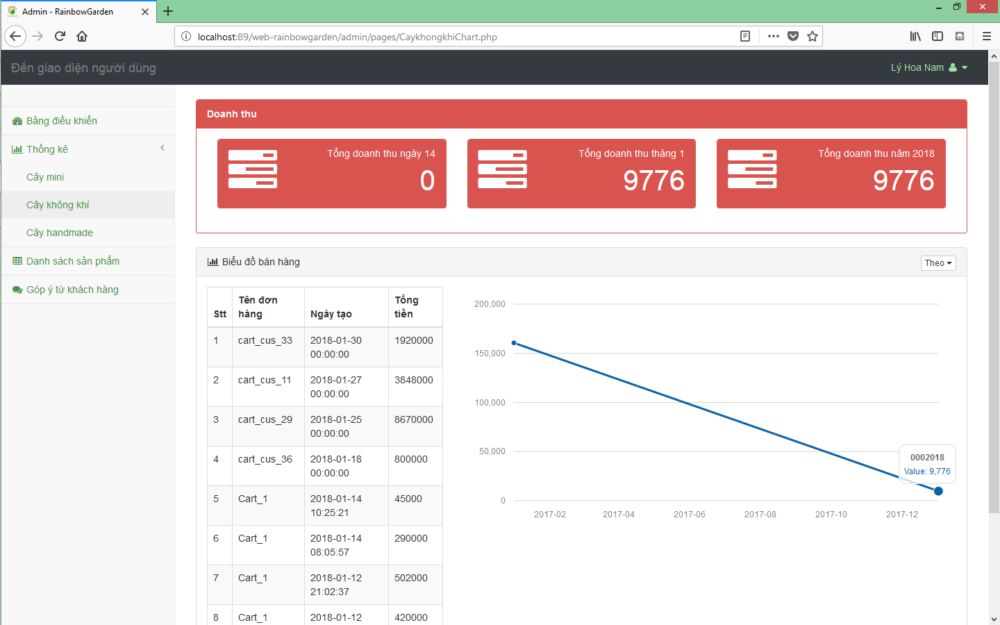 Admin - RainbowGarden
localhost:89/web-rainbowgarden/admin/pages/CaykhongkhiChart.php
Đến giao diện người dùng
Lý Hoa Nam
Bảng điều khiển
Thống kê
Cây mini
Cây không khí
Cây handmade
Danh sách sản phẩm
Góp ý từ khách hàng
Doanh thu
Tổng doanh thu ngày 14
0
Tổng doanh thu tháng 1
9776
Tổng doanh thu năm 2018
9776
Biểu đồ bán hàng
Theo
Stt Tên đơn hàng Ngày tạo Tổng tiền
1 cart_cus_33 2018-01-30 00:00:00 1920000
2 cart_cus_11 2018-01-27 00:00:00 3848000
3 cart_cus_29 2018-01-25 00:00:00 8670000
4 cart_cus_36 2018-01-18 00:00:00 800000
5 Cart_1 2018-01-14 10:25:21 45000
6 Cart_1 2018-01-14 08:05:57 290000
7 Cart_1 2018-01-12 21:02:37 502000
8 Cart_1 2018-01-12 420000
200,000
150,000
100,000
50,000
0
0002018
Value: 9,776
2017-02 2017-04 2017-06 2017-08 2017-10 2017-12